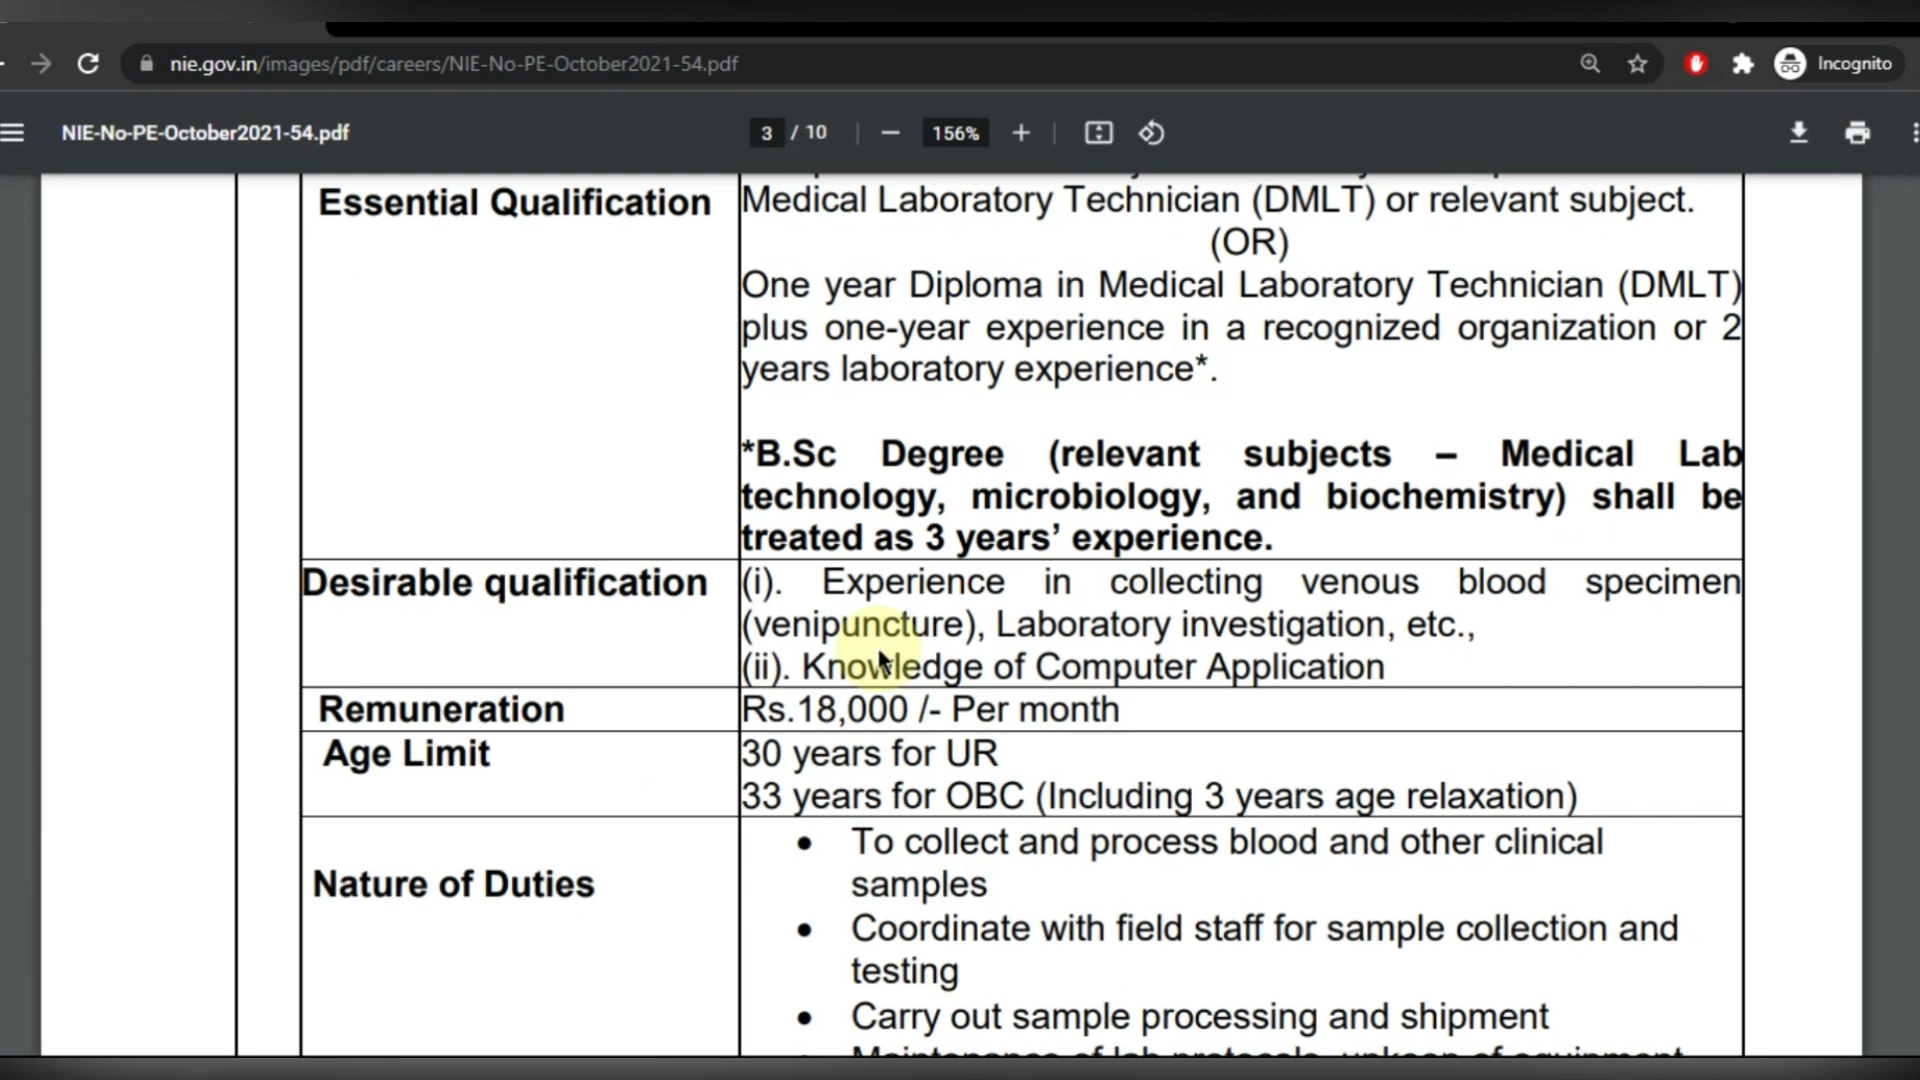 nie.gov.in/images/pdf/careers/NIE-No-PE-October2021-54.pdf
Incognito
NIE-No-PE-October2021-54.pdf
3 / 10
156%
Essential Qualification
Medical Laboratory Technician (DMLT) or relevant subject.
(OR)
One year Diploma in Medical Laboratory Technician (DMLT)
plus one-year experience in a recognized organization or 2
years laboratory experience*.
*B.Sc Degree (relevant subjects – Medical Lab
technology, microbiology, and biochemistry) shall be
treated as 3 years’ experience.
Desirable qualification
(i). Experience in collecting venous blood specimen
(venipuncture), Laboratory investigation, etc.,
(ii). Knowledge of Computer Application
Remuneration
Rs.18,000 /- Per month
Age Limit
30 years for UR
33 years for OBC (Including 3 years age relaxation)
Nature of Duties
• To collect and process blood and other clinical
samples
• Coordinate with field staff for sample collection and
testing
• Carry out sample processing and shipment
Maintenance of lab protocols, upkeep of equipment